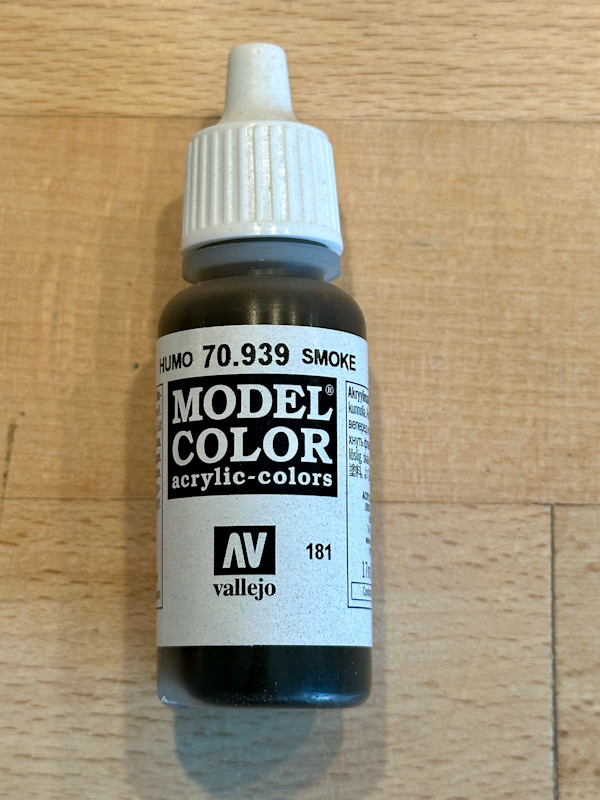 HUMO 70.939 SMOKE
MODEL®
COLOR
acrylic-colors
AV
181
vallejo